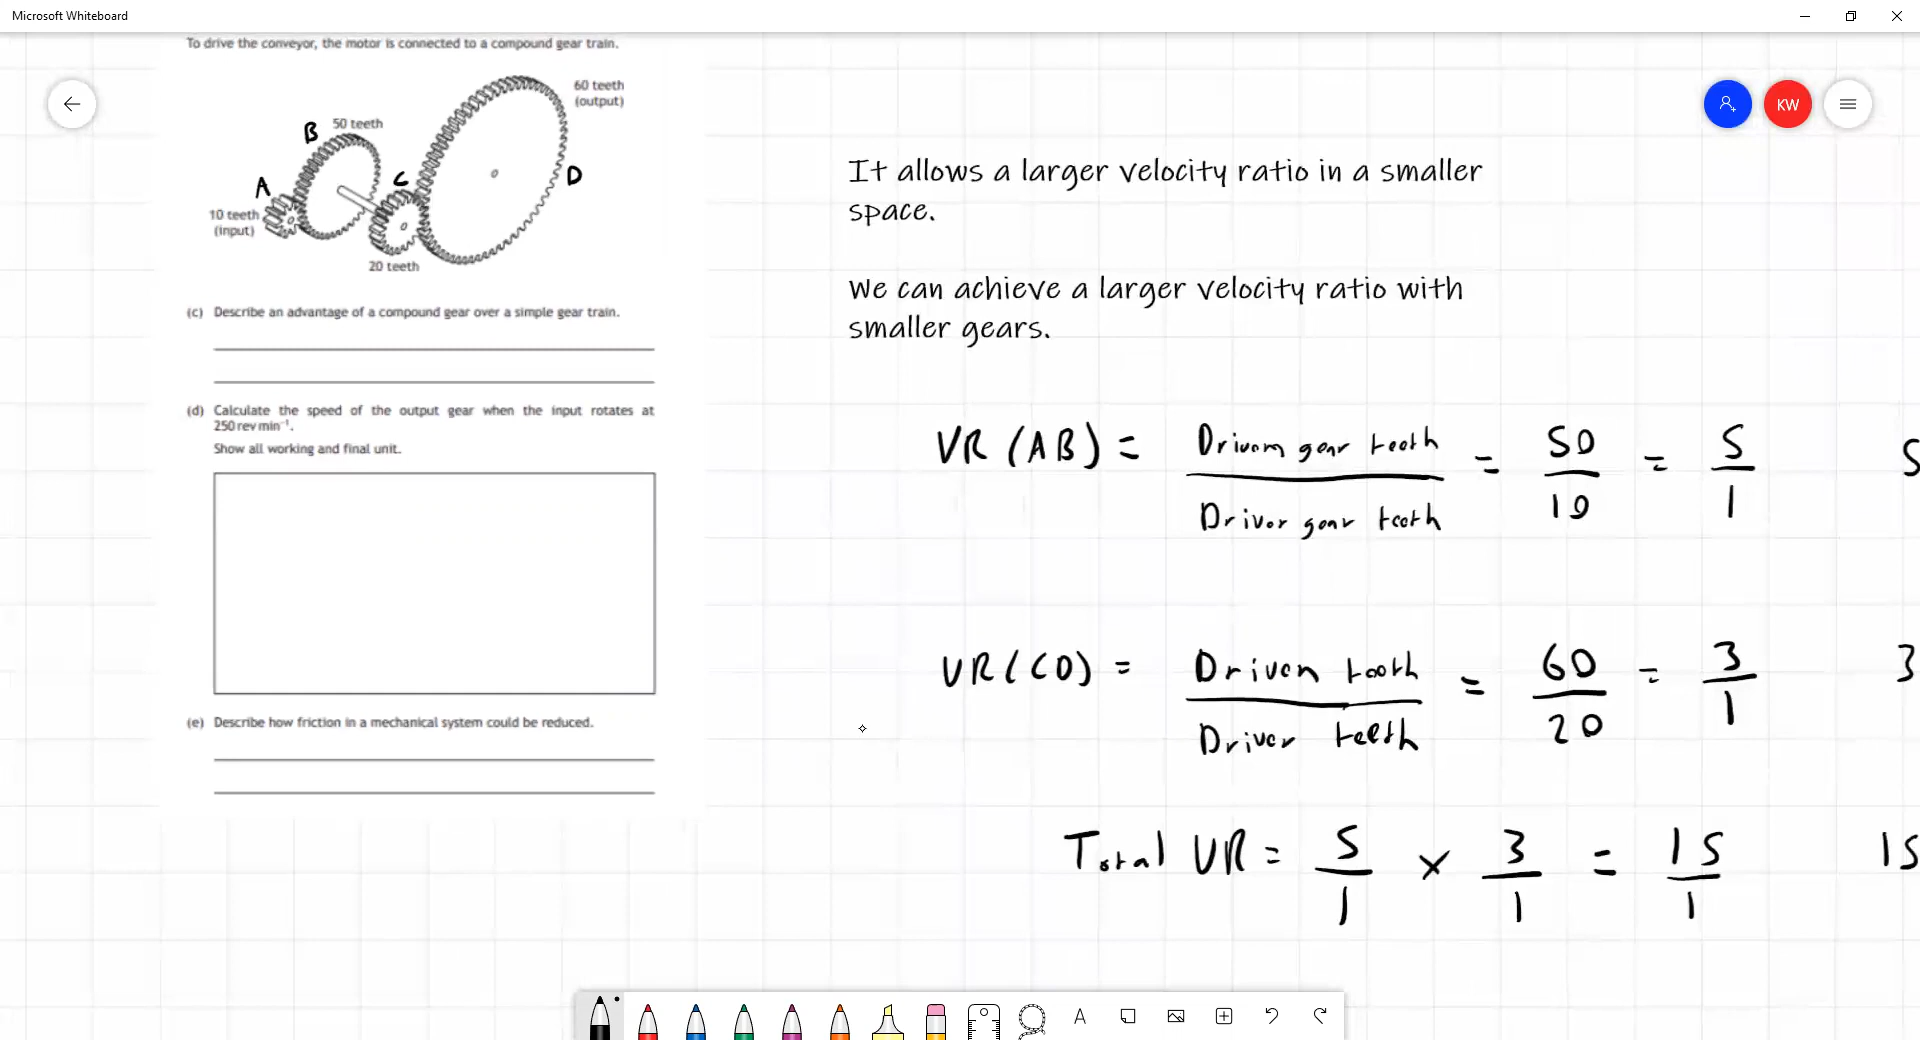 Microsoft Whiteboard
To drive the conveyor, the motor is connected to a compound gear train.
60 teeth
(output)
50 teeth
B
A
C
D
10 teeth
(input)
20 teeth
(c) Describe an advantage of a compound gear over a simple gear train.
(d) Calculate the speed of the output gear when the input rotates at
250 rev min⁻¹.
Show all working and final unit.
(e) Describe how friction in a mechanical system could be reduced.
KW
It allows a larger velocity ratio in a smaller
space.
We can achieve a larger velocity ratio with
smaller gears.
VR (AB) = Driven gear teeth / Driver gear teeth = 50/10 = 5/1 5
VR (CD) = Driven teeth / Driver teeth = 60/20 = 3/1 3
Total VR = 5/1 × 3/1 = 15/1 15
A